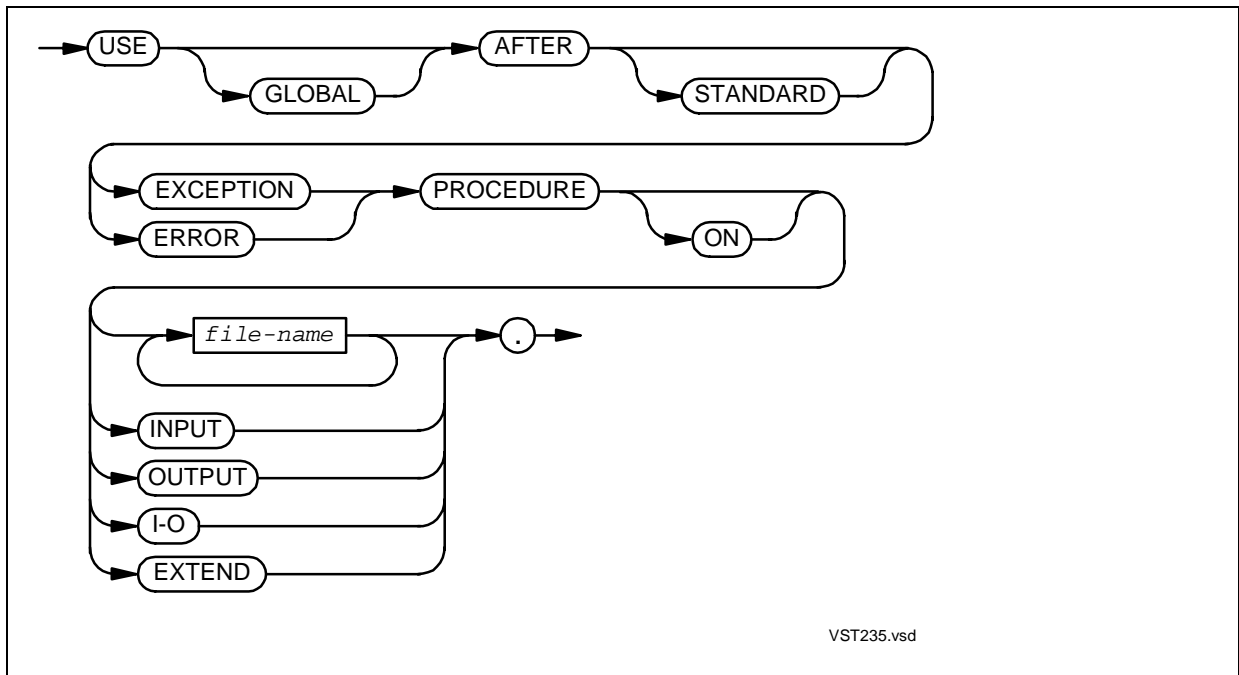 USE AFTER
GLOBAL STANDARD
EXCEPTION PROCEDURE
ERROR ON
file-name .
INPUT
OUTPUT
I-O
EXTEND
VST235.vsd